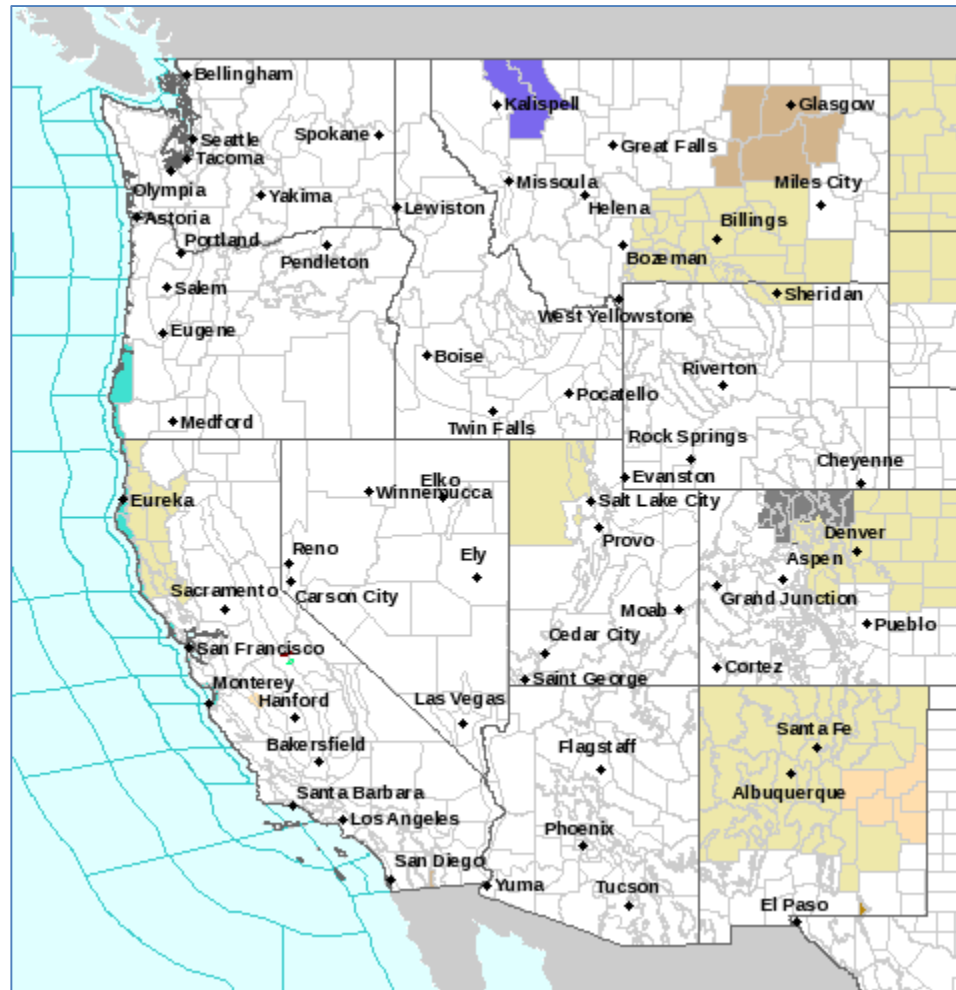 Bellingham
Kalispell
Glasgow
Seattle
Spokane
Great Falls
Tacoma
Miles City
Olympia
Missoula
Yakima
Helena
Lewiston
Astoria
Billings
Portland
Bozeman
Pendleton
Salem
Sheridan
West Yellowstone
Eugene
Boise
Riverton
Pocatello
Medford
Twin Falls
Rock Springs
Cheyenne
Elko
Evanston
Winnemucca
Eureka
Salt Lake City
Provo
Denver
Reno
Ely
Aspen
Sacramento
Carson City
Grand Junction
Moab
Pueblo
Cedar City
San Francisco
Cortez
Saint George
Monterey
Hanford
Las Vegas
Santa Fe
Bakersfield
Flagstaff
Albuquerque
Santa Barbara
Los Angeles
Phoenix
San Diego
Yuma
Tucson
El Paso